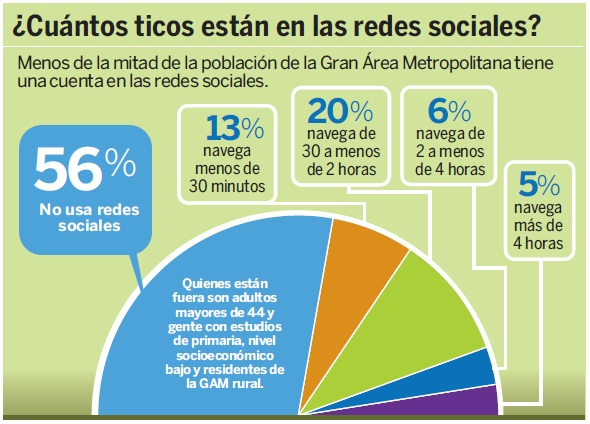 ¿Cuántos ticos están en las redes sociales?
Menos de la mitad de la población de la Gran Área Metropolitana tiene
una cuenta en las redes sociales.
56%
No usa redes
sociales
13%
navega
menos de
30 minutos
20%
navega de
30 a menos
de 2 horas
6%
navega de
2 a menos
de 4 horas
5%
navega
más de
4 horas
Quienes están
fuera son adultos
mayores de 44 y
gente con estudios
de primaria, nivel
socioeconómico
bajo y residentes de
la GAM rural.